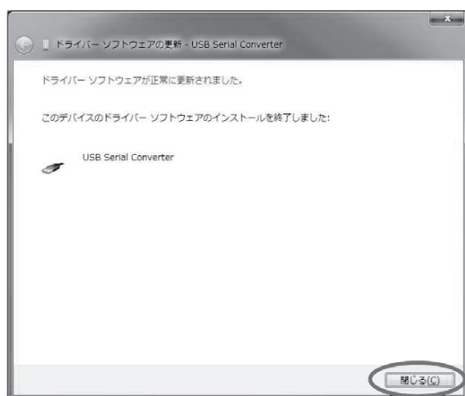 ドライバー ソフトウェアの更新 - USB Serial Converter
ドライバー ソフトウェアが正常に更新されました。
このデバイスのドライバー ソフトウェアのインストールを終了しました:
USB Serial Converter
閉じる(C)